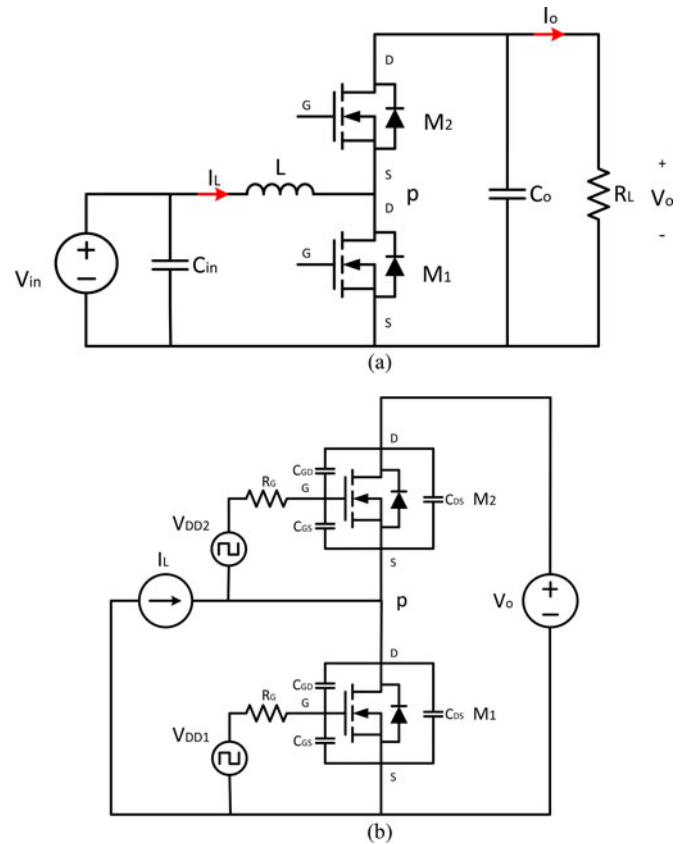 Io
D
G
M2
S
IL
L
p
+
D
Vin
Cin
G
M1
Co
RL
Vo
-
S
(a)
D
CGD
RG
G
CDS
M2
CGS
VDD2
S
IL
p
Vo
D
CGD
RG
G
CDS
M1
CGS
VDD1
S
(b)